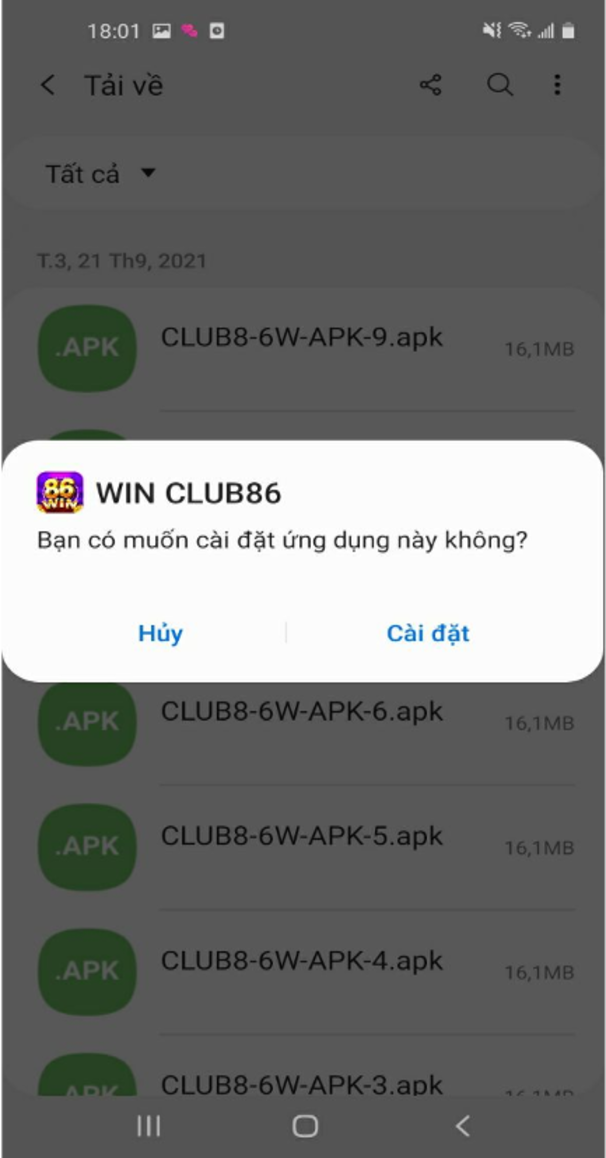 18:01
Tải về
Tất cả
T.3, 21 Th9, 2021
.APK CLUB8-6W-APK-9.apk 16,1MB
86 WIN WIN CLUB86
Bạn có muốn cài đặt ứng dụng này không?
Hủy Cài đặt
.APK CLUB8-6W-APK-6.apk 16,1MB
.APK CLUB8-6W-APK-5.apk 16,1MB
.APK CLUB8-6W-APK-4.apk 16,1MB
.APK CLUB8-6W-APK-3.apk 16,1MB